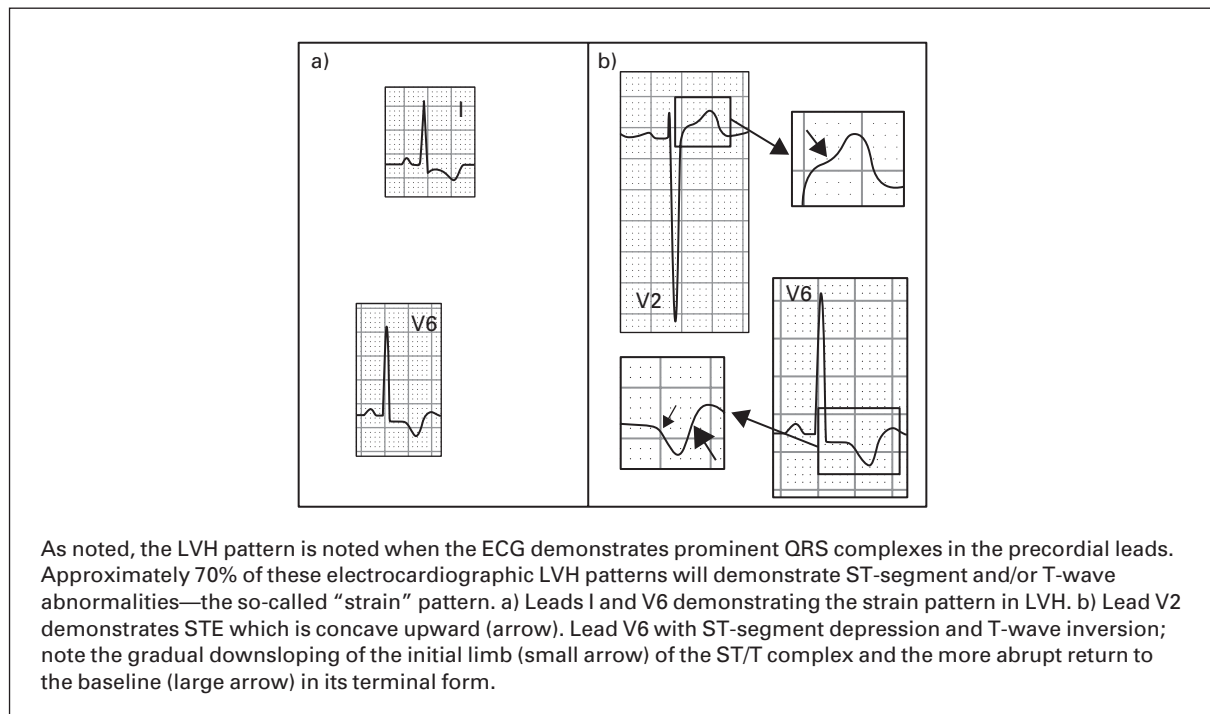 a)
b)
I
V6
V2
V6
As noted, the LVH pattern is noted when the ECG demonstrates prominent QRS complexes in the precordial leads.
Approximately 70% of these electrocardiographic LVH patterns will demonstrate ST-segment and/or T-wave
abnormalities—the so-called “strain” pattern. a) Leads I and V6 demonstrating the strain pattern in LVH. b) Lead V2
demonstrates STE which is concave upward (arrow). Lead V6 with ST-segment depression and T-wave inversion;
note the gradual downsloping of the initial limb (small arrow) of the ST/T complex and the more abrupt return to
the baseline (large arrow) in its terminal form.